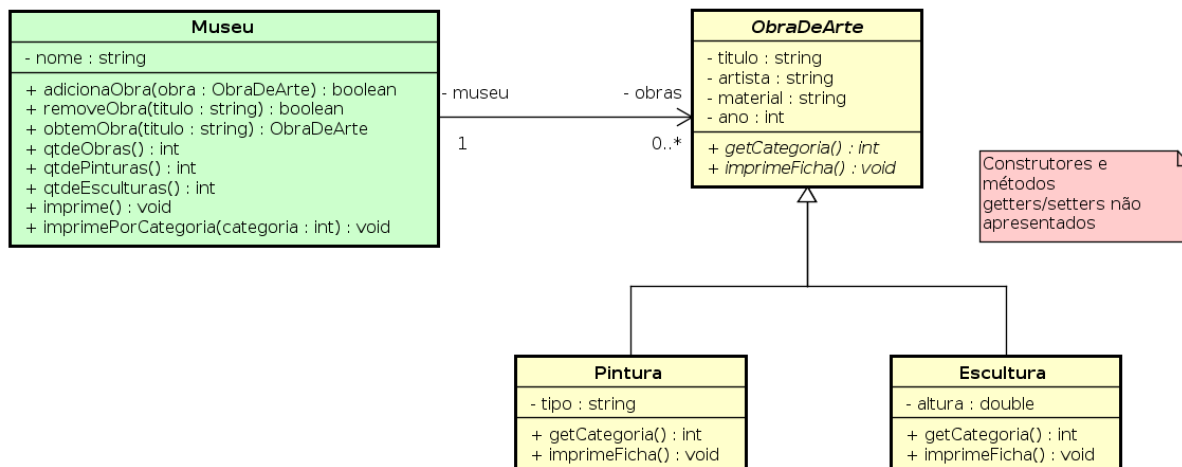 Museu
- nome : string
+ adicionaObra(obra : ObraDeArte) : boolean
+ removeObra(titulo : string) : boolean
+ obtemObra(titulo : string) : ObraDeArte
+ qtdeObras() : int
+ qtdePinturas() : int
+ qtdeEsculturas() : int
+ imprime() : void
+ imprimePorCategoria(categoria : int) : void
- museu
- obras
1
0..*
ObraDeArte
- titulo : string
- artista : string
- material : string
- ano : int
+ getCategoria() : int
+ imprimeFicha() : void
Construtores e
métodos
getters/setters não
apresentados
Pintura
- tipo : string
+ getCategoria() : int
+ imprimeFicha() : void
Escultura
- altura : double
+ getCategoria() : int
+ imprimeFicha() : void